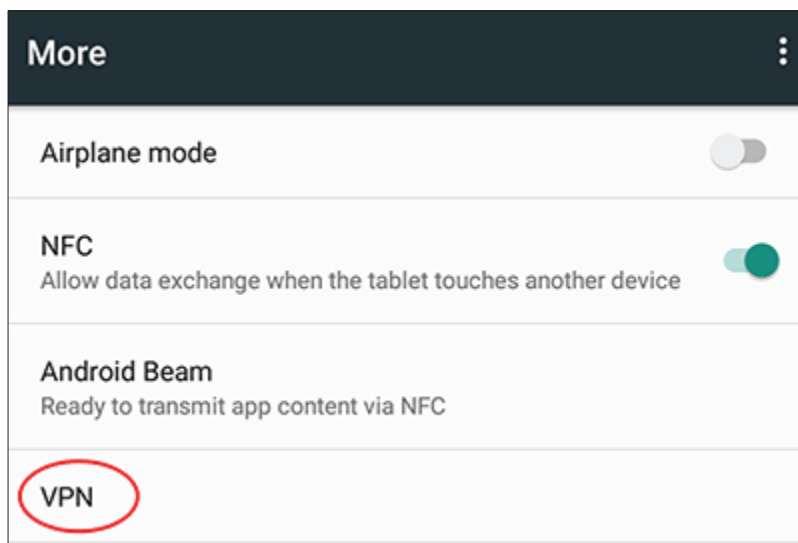 More
Airplane mode
NFC
Allow data exchange when the tablet touches another device
Android Beam
Ready to transmit app content via NFC
VPN